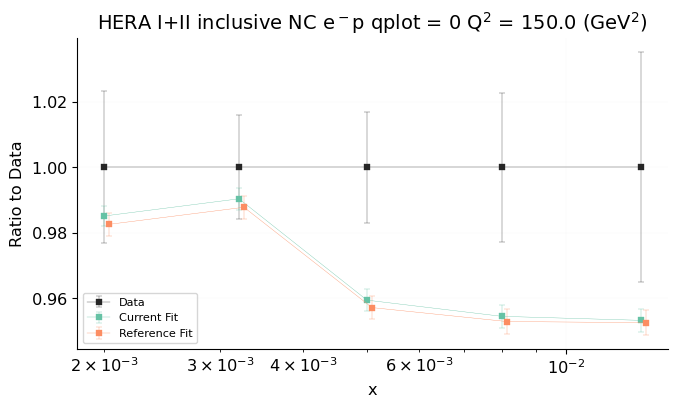 HERA I+II inclusive NC e⁻p qplot = 0 Q² = 150.0 (GeV²)
Ratio to Data
1.02
1.00
0.98
0.96
Data
Current Fit
Reference Fit
2 × 10⁻³
3 × 10⁻³
4 × 10⁻³
6 × 10⁻³
10⁻²
x